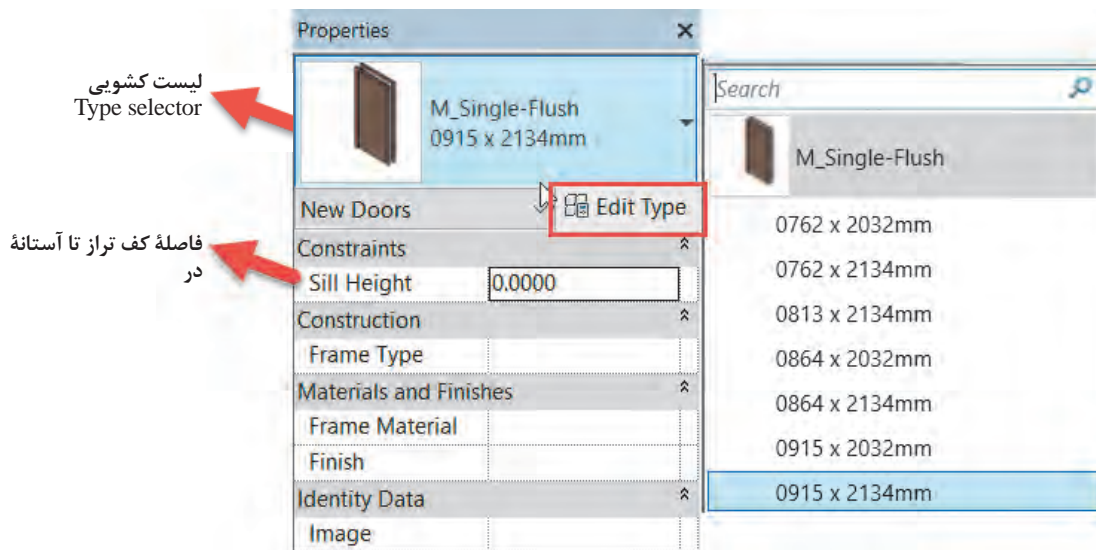 Properties
لیست کشویی
Type selector
M_Single-Flush
0915 x 2134mm
New Doors
Edit Type
Constraints
فاصلهٔ کف تراز تا آستانهٔ
در
Sill Height 0.0000
Construction
Frame Type
Materials and Finishes
Frame Material
Finish
Identity Data
Image
Search
M_Single-Flush
0762 x 2032mm
0762 x 2134mm
0813 x 2134mm
0864 x 2032mm
0864 x 2134mm
0915 x 2032mm
0915 x 2134mm